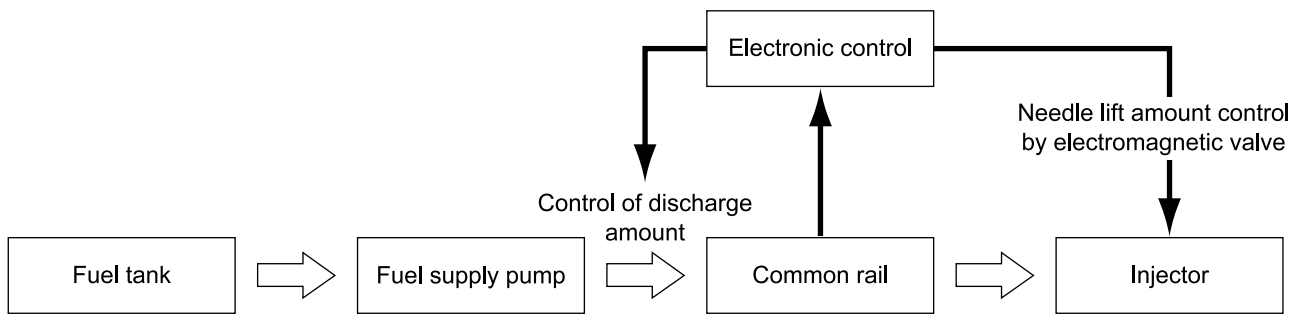 Electronic control
Needle lift amount control
by electromagnetic valve
Control of discharge
amount
Fuel tank
Fuel supply pump
Common rail
Injector